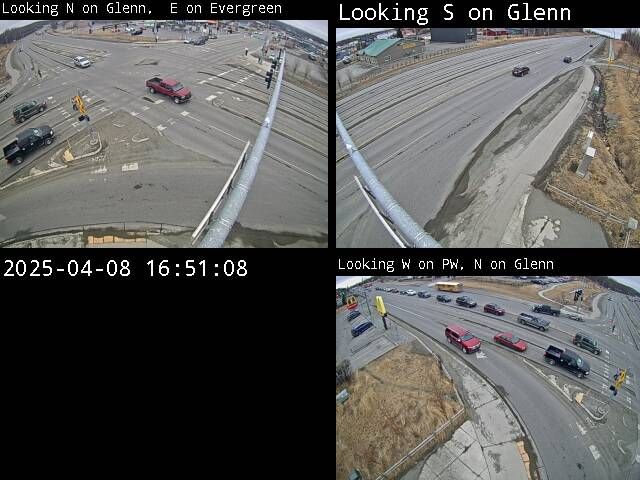 Looking N on Glenn,  E on Evergreen
Looking S on Glenn
2025-04-08 16:51:08
Looking W on PW, N on Glenn